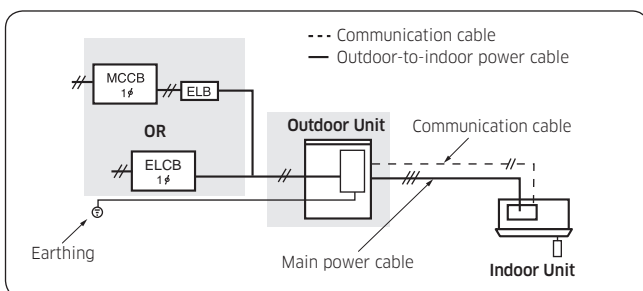 --- Communication cable
— Outdoor-to-indoor power cable
MCCB
1ϕ
ELB
OR
Outdoor Unit
Communication cable
ELCB
1ϕ
Earthing
Main power cable
Indoor Unit